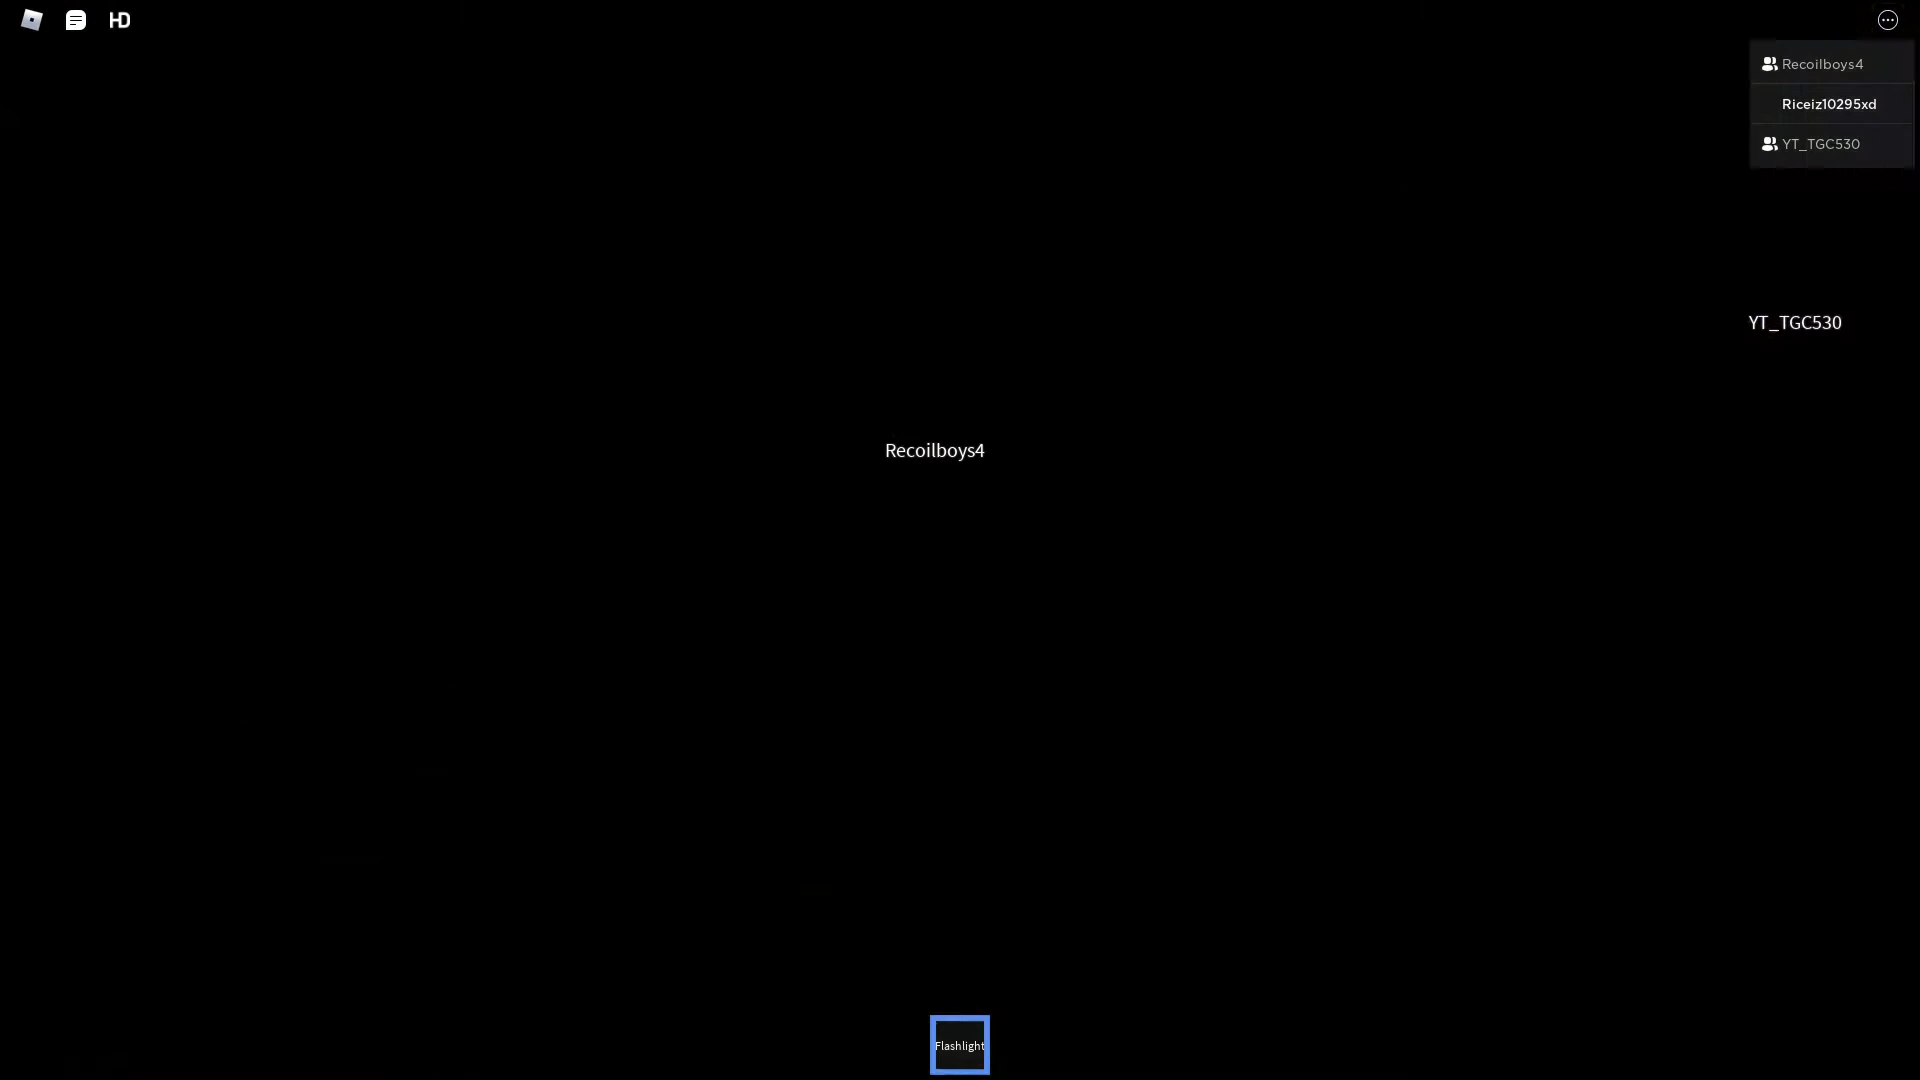 HD
Recoilboys4
Riceiz10295xd
YT_TGC530
YT_TGC530
Recoilboys4
Flashlight